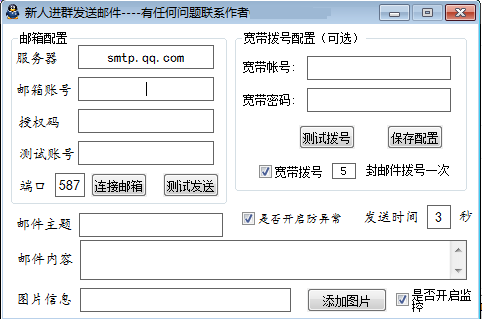 新人进群发送邮件----有任何问题联系作者
邮箱配置
服务器 smtp.qq.com
邮箱账号
授权码
测试账号
端口 587 连接邮箱 测试发送
宽带拨号配置（可选）
宽带帐号:
宽带密码:
测试拨号 保存配置
宽带拨号 5 封邮件拨号一次
邮件主题
是否开启防异常 发送时间 3 秒
邮件内容
图片信息
添加图片
是否开启监
控